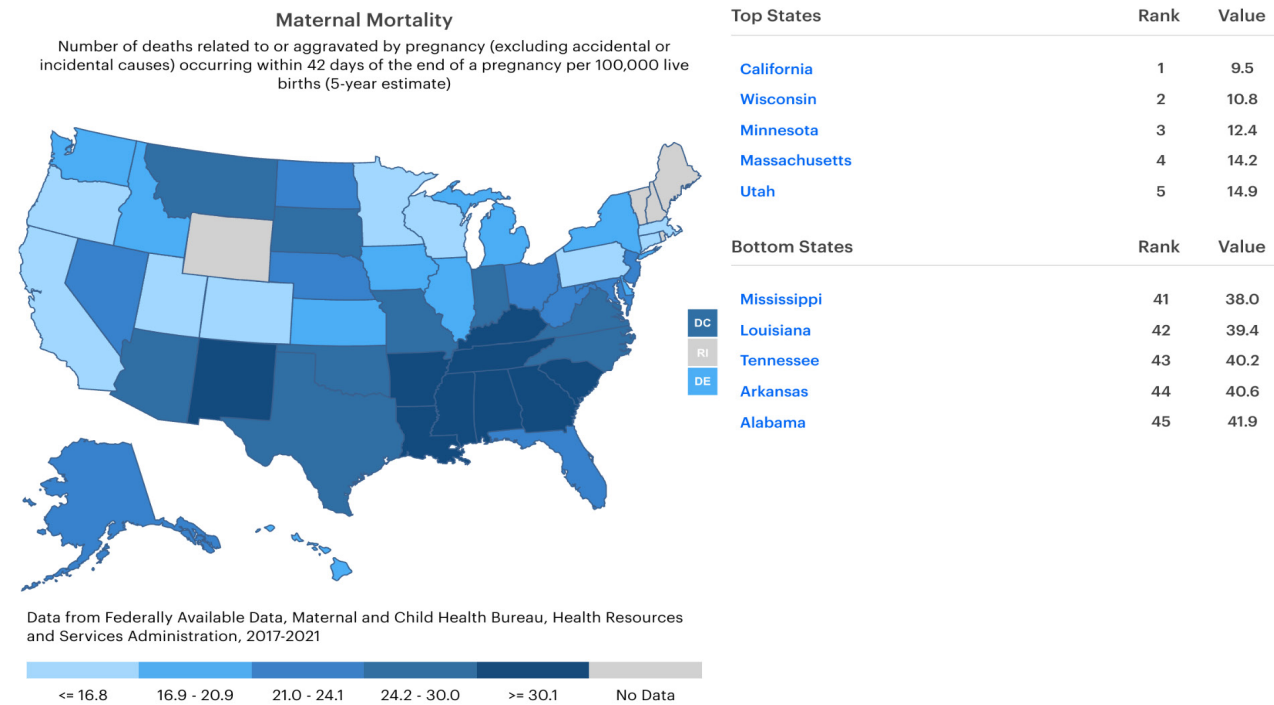 Maternal Mortality
Number of deaths related to or aggravated by pregnancy (excluding accidental or
incidental causes) occurring within 42 days of the end of a pregnancy per 100,000 live
births (5-year estimate)
DC
RI
DE
Data from Federally Available Data, Maternal and Child Health Bureau, Health Resources
and Services Administration, 2017-2021
<= 16.8 16.9 - 20.9 21.0 - 24.1 24.2 - 30.0 >= 30.1 No Data
Top States Rank Value
California 1 9.5
Wisconsin 2 10.8
Minnesota 3 12.4
Massachusetts 4 14.2
Utah 5 14.9
Bottom States Rank Value
Mississippi 41 38.0
Louisiana 42 39.4
Tennessee 43 40.2
Arkansas 44 40.6
Alabama 45 41.9